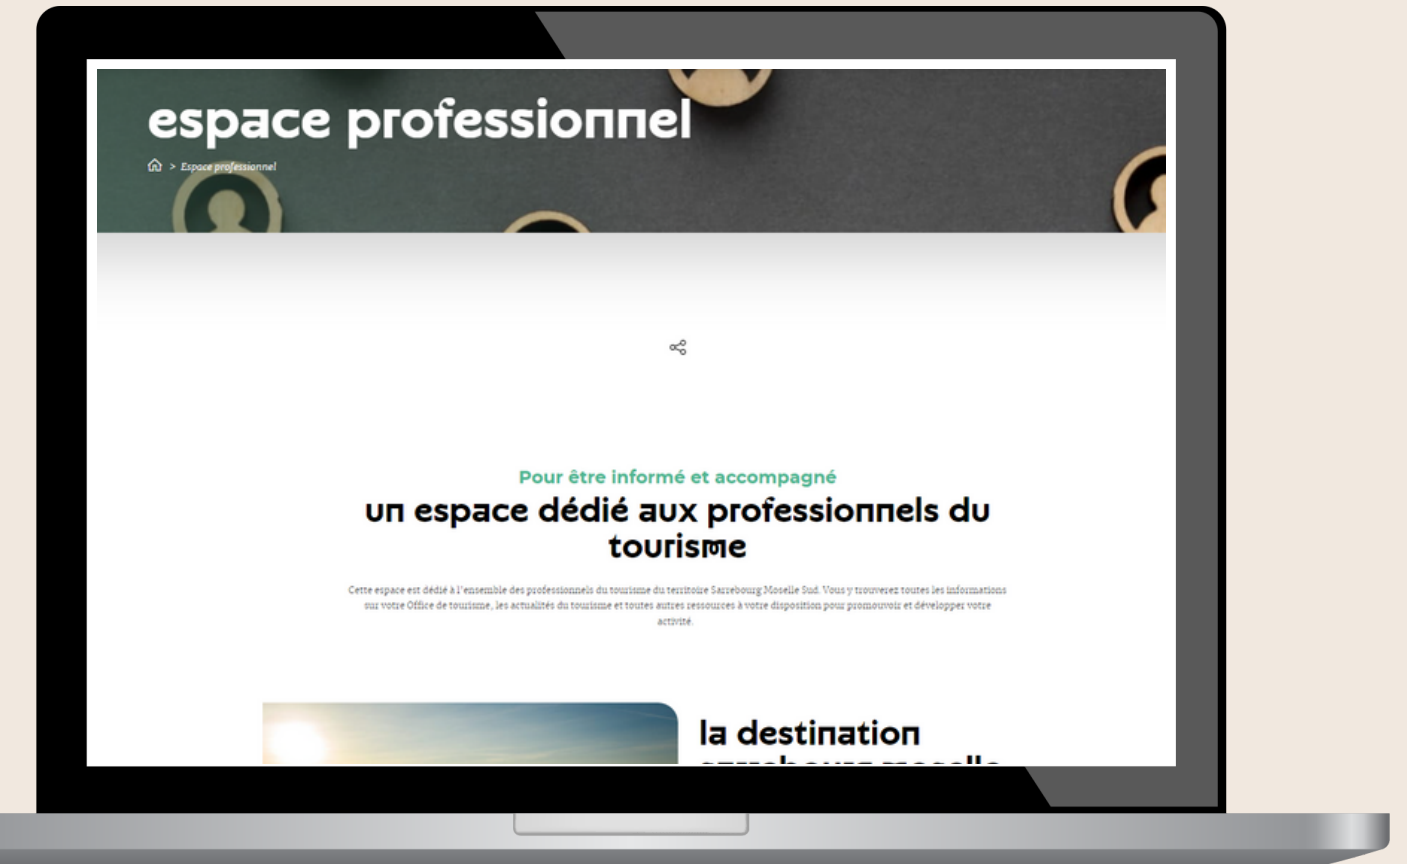 espace professionnel
> Espace professionnel
Pour être informé et accompagné
un espace dédié aux professionnels du
tourisme
Cette espace est dédié à l'ensemble des professionnels du tourisme du territoire Sarrebourg Moselle Sud. Vous y trouverez toutes les informations
sur votre Office de tourisme, les actualités du tourisme et toutes autres ressources à votre disposition pour promouvoir et développer votre
activité.
la destination
sarrebourg moselle